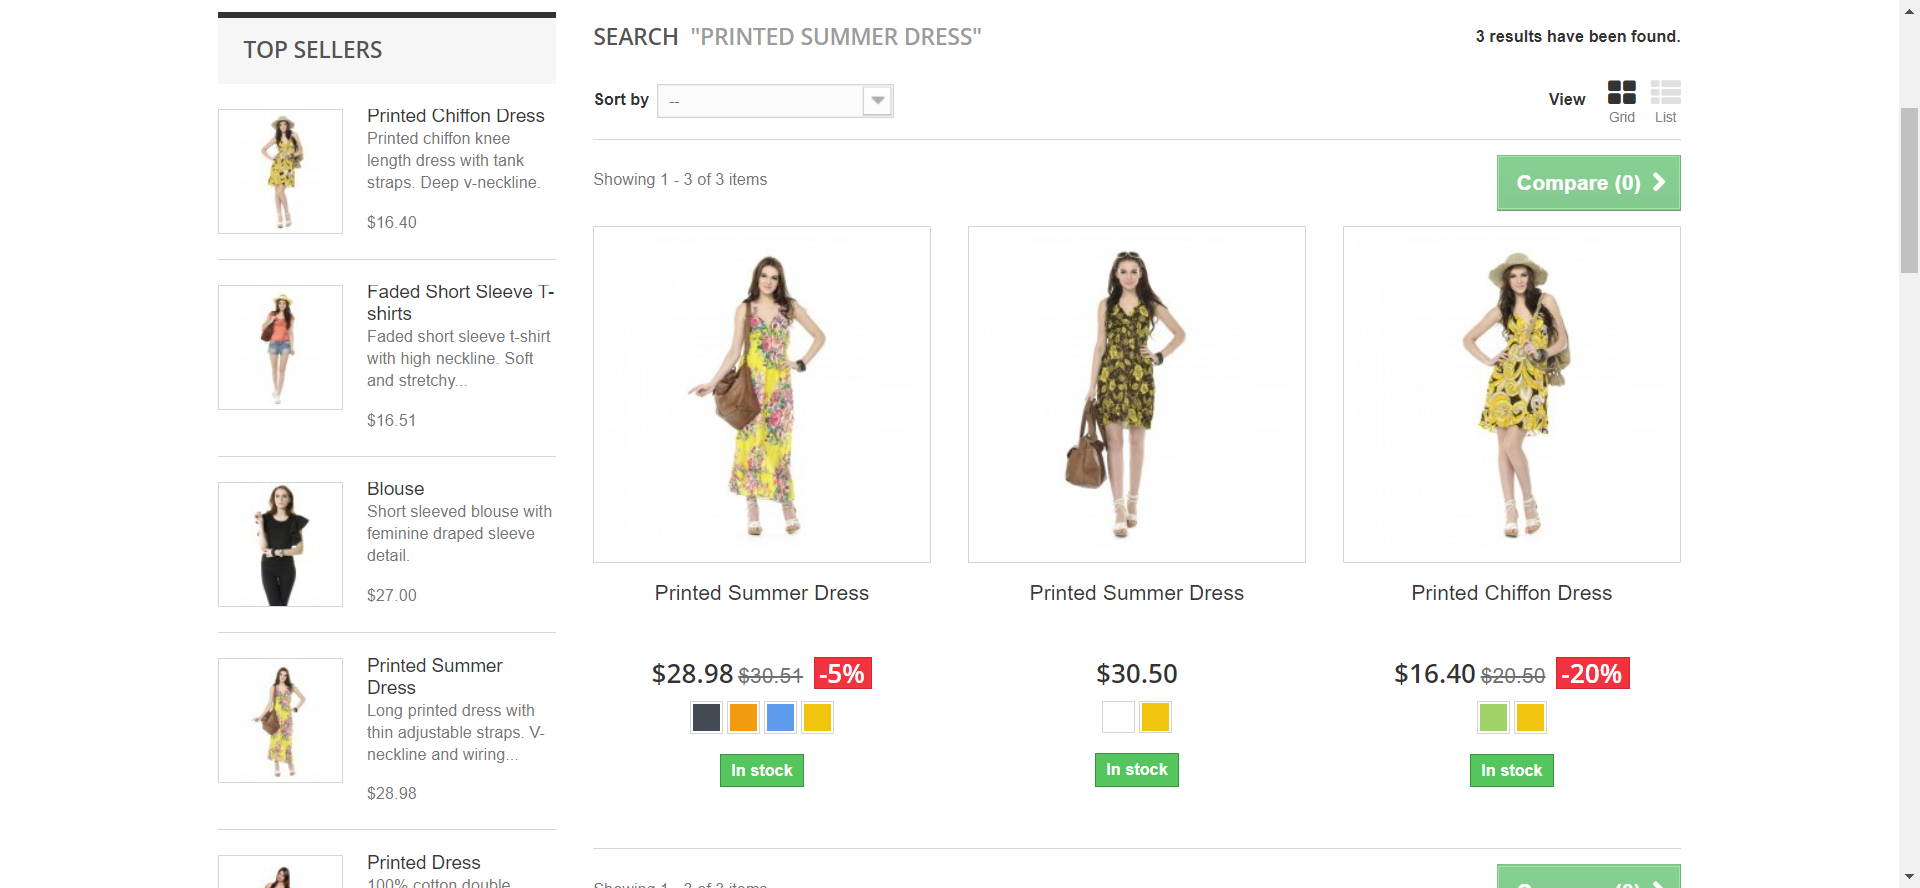 TOP SELLERS
Printed Chiffon Dress
Printed chiffon knee
length dress with tank
straps. Deep v-neckline.
$16.40
Faded Short Sleeve T-
shirts
Faded short sleeve t-shirt
with high neckline. Soft
and stretchy...
$16.51
Blouse
Short sleeved blouse with
feminine draped sleeve
detail.
$27.00
Printed Summer
Dress
Long printed dress with
thin adjustable straps. V-
neckline and wiring...
$28.98
Printed Dress
100% cotton double
SEARCH "PRINTED SUMMER DRESS"
3 results have been found.
Sort by --
View
Grid
List
Showing 1 - 3 of 3 items
Compare (0)
Printed Summer Dress
$28.98 $30.51 -5%
In stock
Printed Summer Dress
$30.50
In stock
Printed Chiffon Dress
$16.40 $20.50 -20%
In stock
Showing 1 - 3 of 3 items
Compare (0)